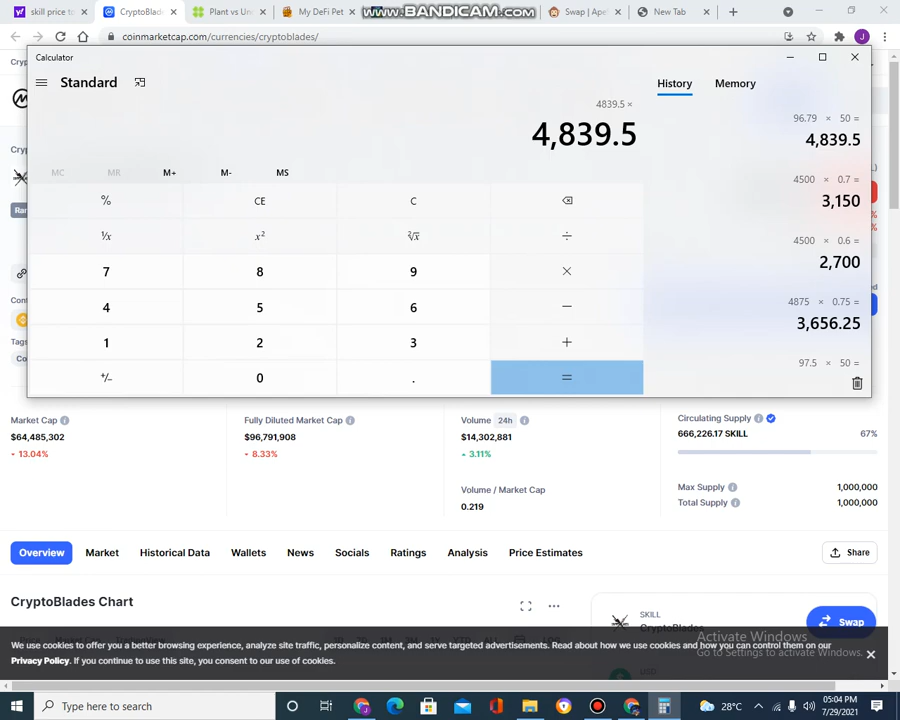 skill price to
CryptoBlade
Plant vs Un
My DeFi Pet
WWW.BANDICAM.COM
Swap | Ape
New Tab
coinmarketcap.com/currencies/cryptoblades/
J
Calculator
Standard
History
Memory
4839.5 ×
4,839.5
96.79 × 50 =
4,839.5
4500 × 0.7 =
3,150
4500 × 0.6 =
2,700
4875 × 0.75 =
3,656.25
97.5 × 50 =
MC MR M+ M- MS
% CE C
¹/x x² ²√x ÷
7 8 9 ×
4 5 6 −
1 2 3 +
+/− 0 . =
Market Cap
$64,485,302
13.04%
Fully Diluted Market Cap
$96,791,908
8.33%
Volume 24h
$14,302,881
3.11%
Volume / Market Cap
0.219
Circulating Supply
666,226.17 SKILL 67%
Max Supply 1,000,000
Total Supply 1,000,000
Overview Market Historical Data Wallets News Socials Ratings Analysis Price Estimates Share
CryptoBlades Chart
SKILL
CryptoBlades
Swap
We use cookies to offer you a better browsing experience, analyze site traffic, personalize content, and serve targeted advertisements. Read about how we use cookies and how you can control them on our
Privacy Policy. If you continue to use this site, you consent to our use of cookies.
Activate Windows
Go to Settings to activate Windows.
Type here to search
28°C
05:04 PM
7/29/2021